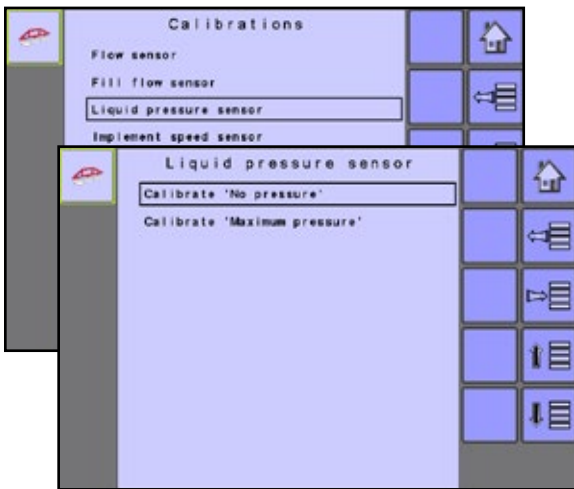 Calibrations
Flow sensor
Fill flow sensor
Liquid pressure sensor
Implement speed sensor
Liquid pressure sensor
Calibrate 'No pressure'
Calibrate 'Maximum pressure'